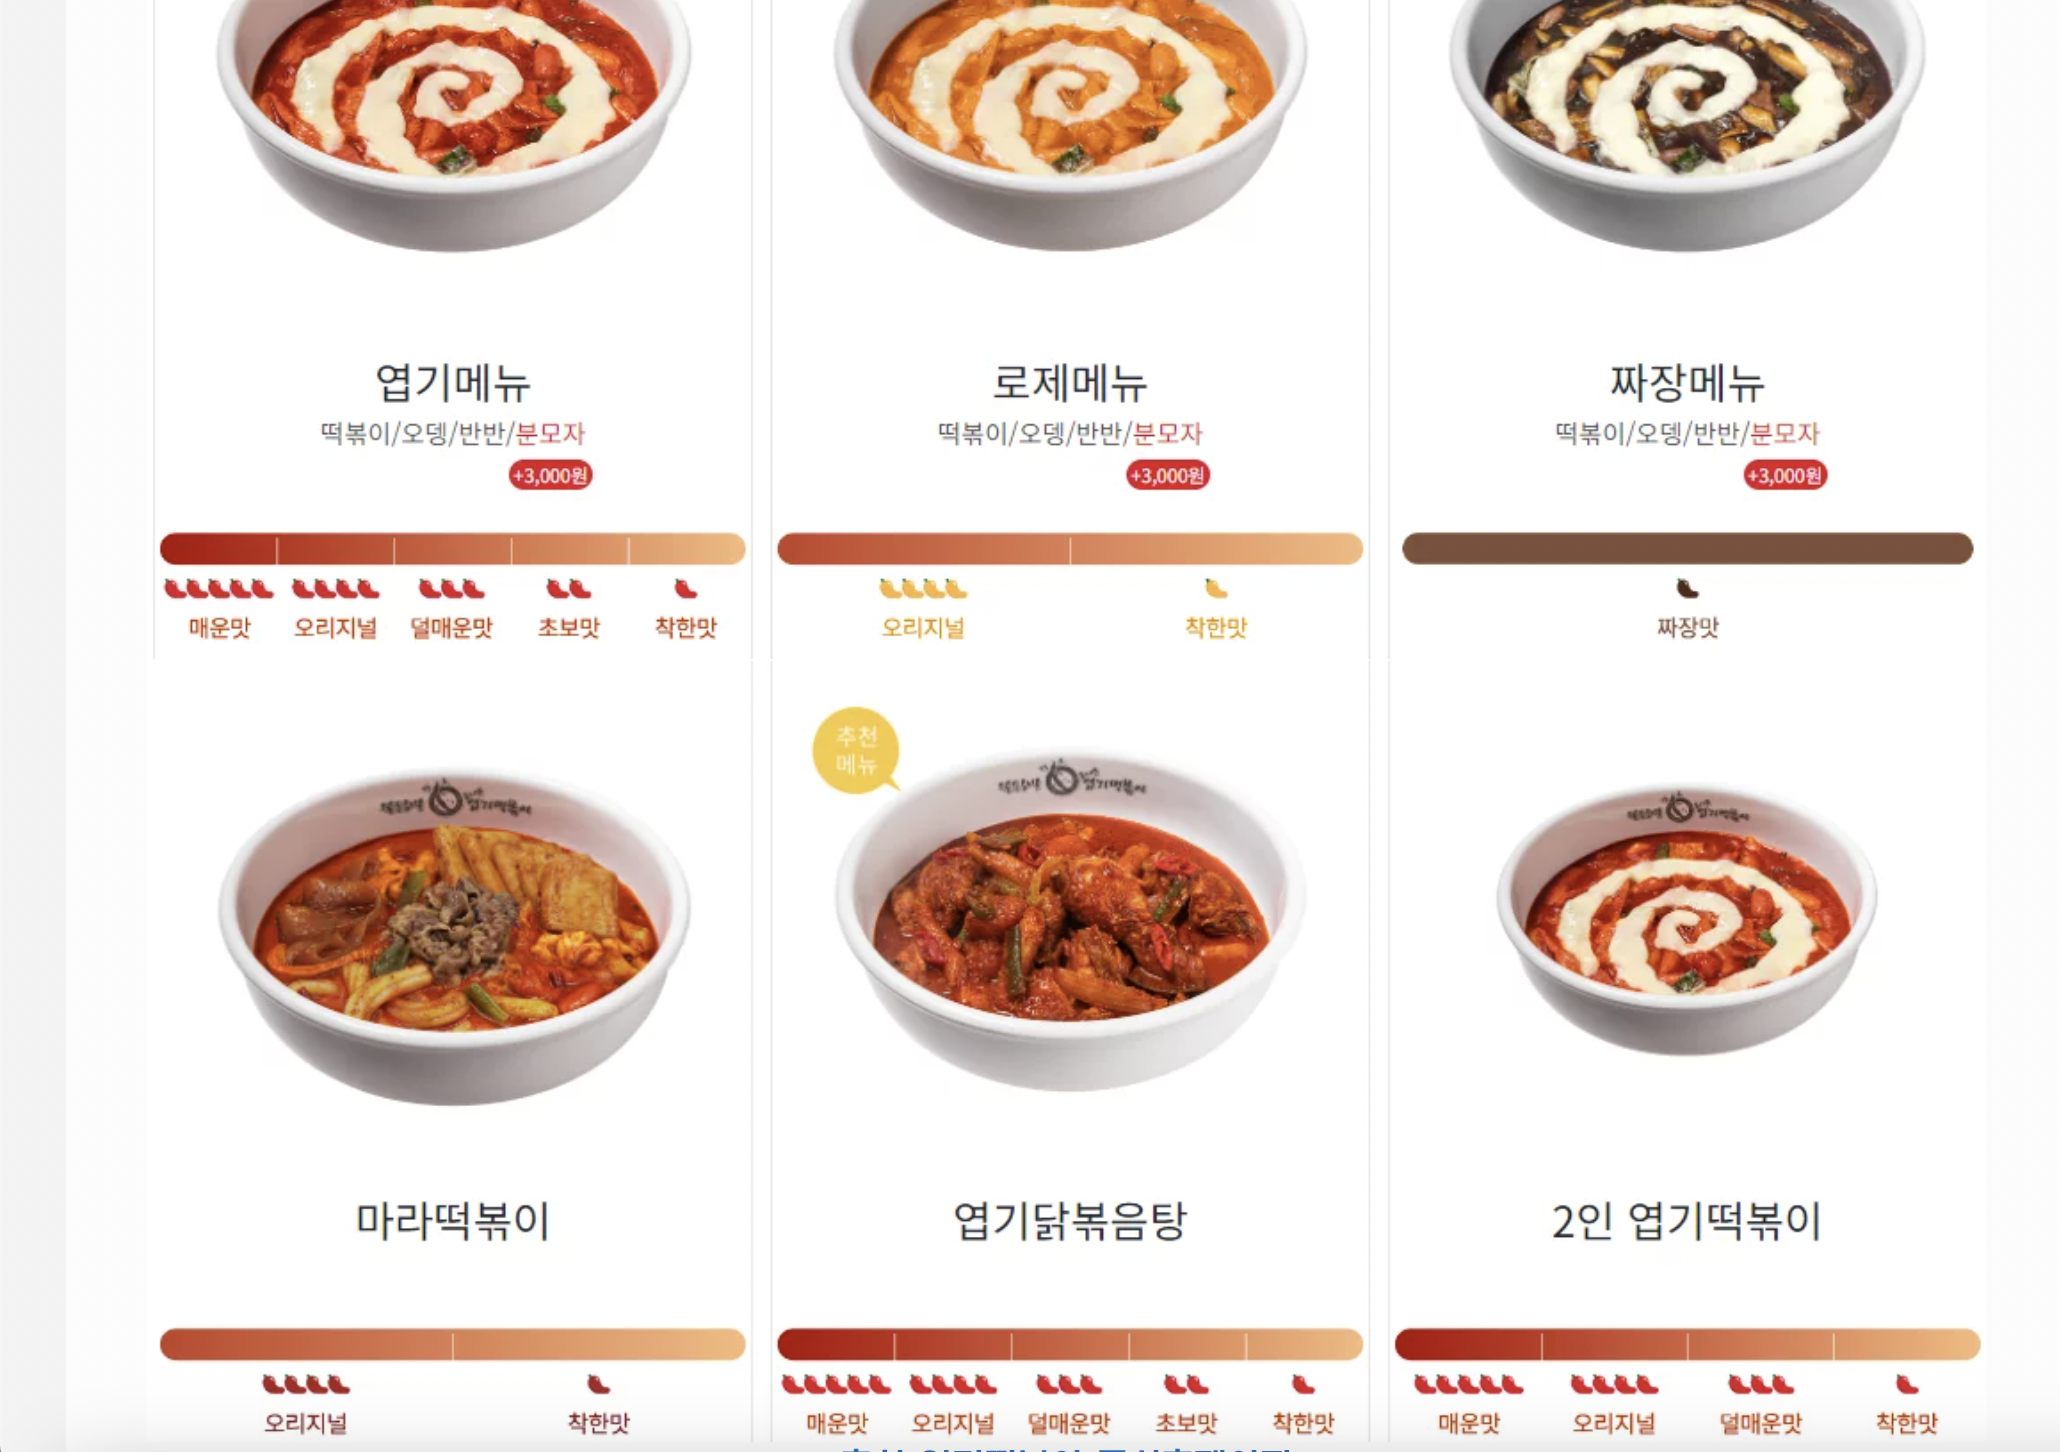 엽기메뉴
떡볶이/오뎅/반반/분모자
+3,000원
매운맛 오리지널 덜매운맛 초보맛 착한맛
로제메뉴
떡볶이/오뎅/반반/분모자
+3,000원
오리지널 착한맛
짜장메뉴
떡볶이/오뎅/반반/분모자
+3,000원
짜장맛
마라떡볶이
오리지널 착한맛
추천
메뉴
엽기닭볶음탕
매운맛 오리지널 덜매운맛 초보맛 착한맛
2인 엽기떡볶이
매운맛 오리지널 덜매운맛 착한맛